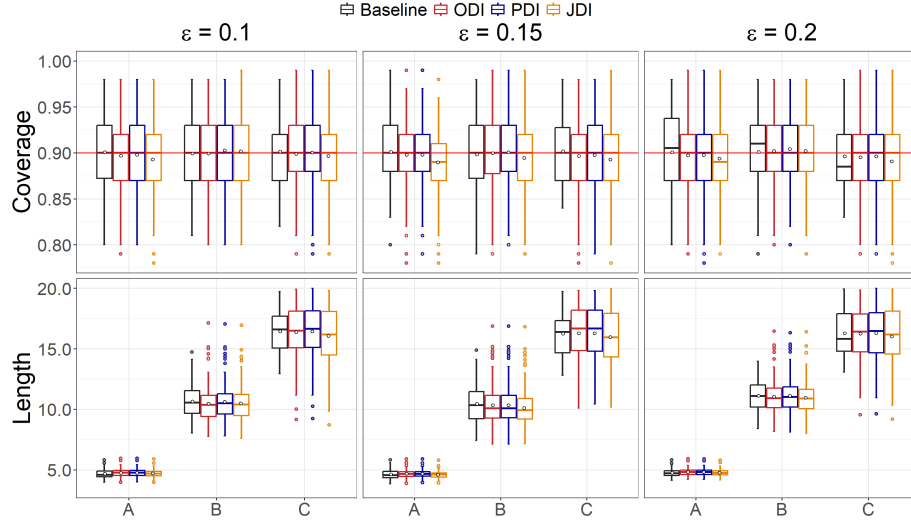 Baseline ODI PDI JDI
ε = 0.1 ε = 0.15 ε = 0.2
Coverage
1.00
0.95
0.90
0.85
0.80
Length
20.0
15.0
10.0
5.0
A B C A B C A B C